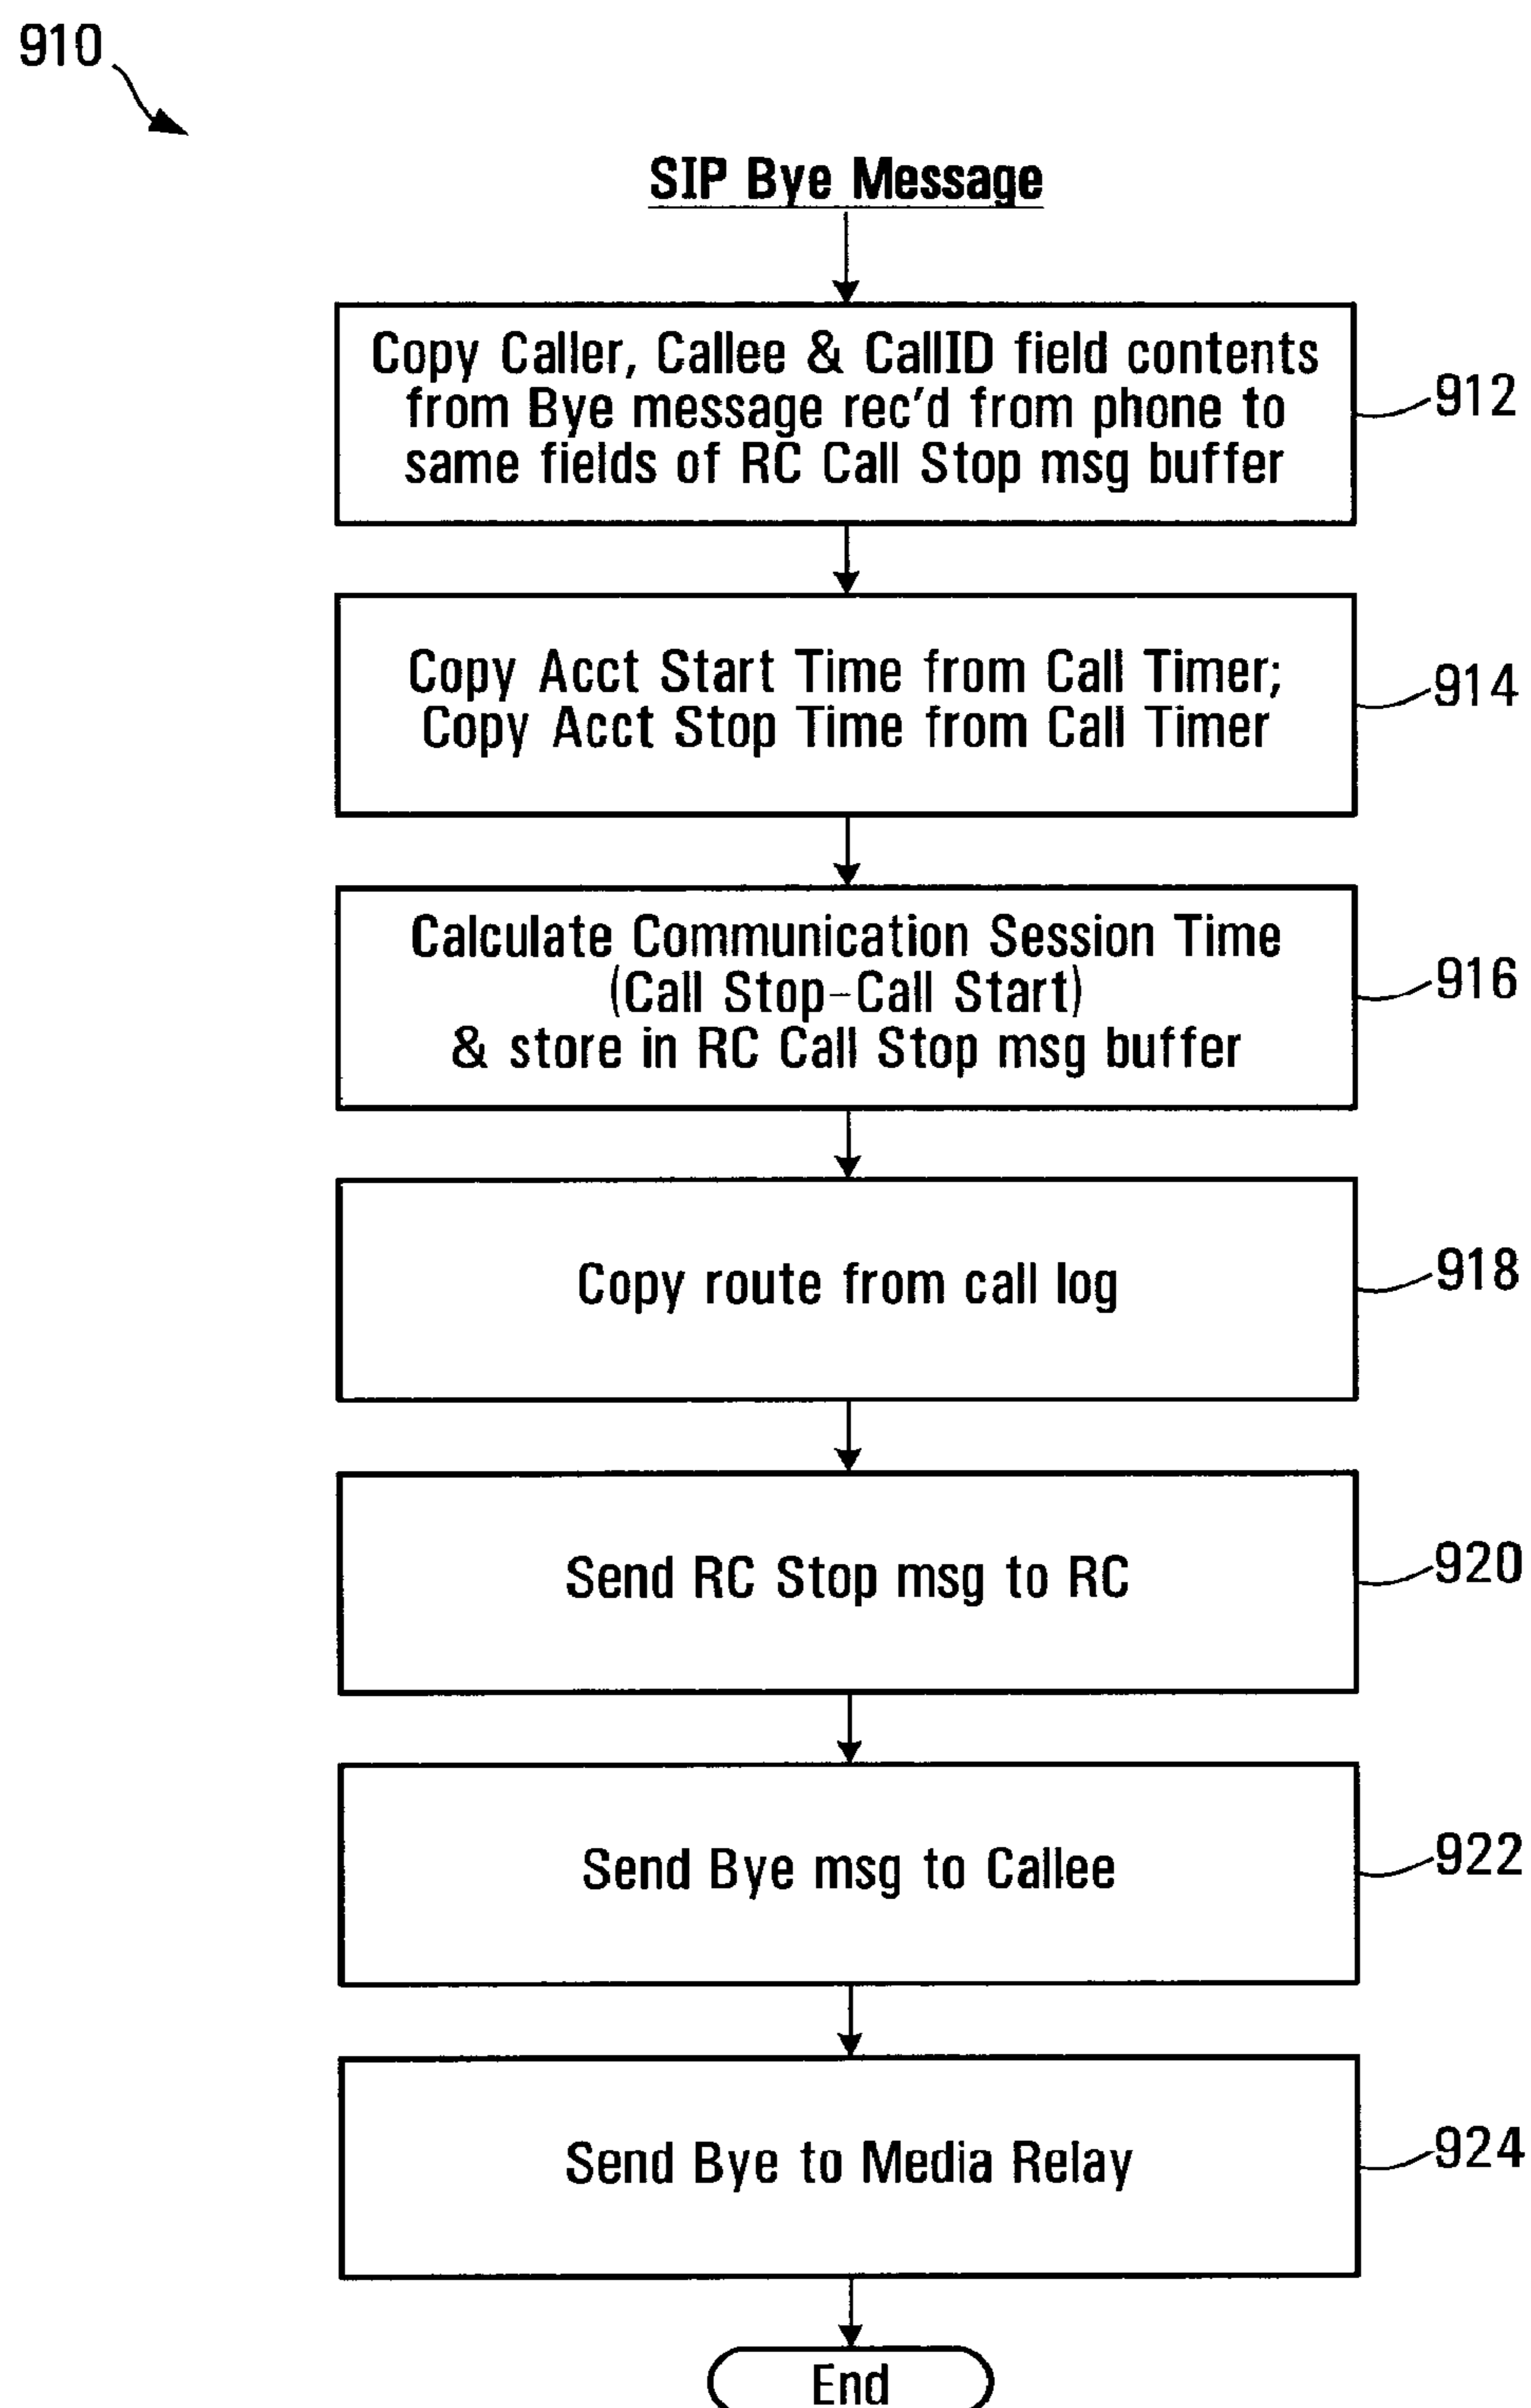 910
SIP Bye Message
Copy Caller, Callee & CallID field contents
from Bye message rec'd from phone to
same fields of RC Call Stop msg buffer
912
Copy Acct Start Time from Call Timer;
Copy Acct Stop Time from Call Timer
914
Calculate Communication Session Time
(Call Stop-Call Start)
& store in RC Call Stop msg buffer
916
Copy route from call log
918
Send RC Stop msg to RC
920
Send Bye msg to Callee
922
Send Bye to Media Relay
924
End